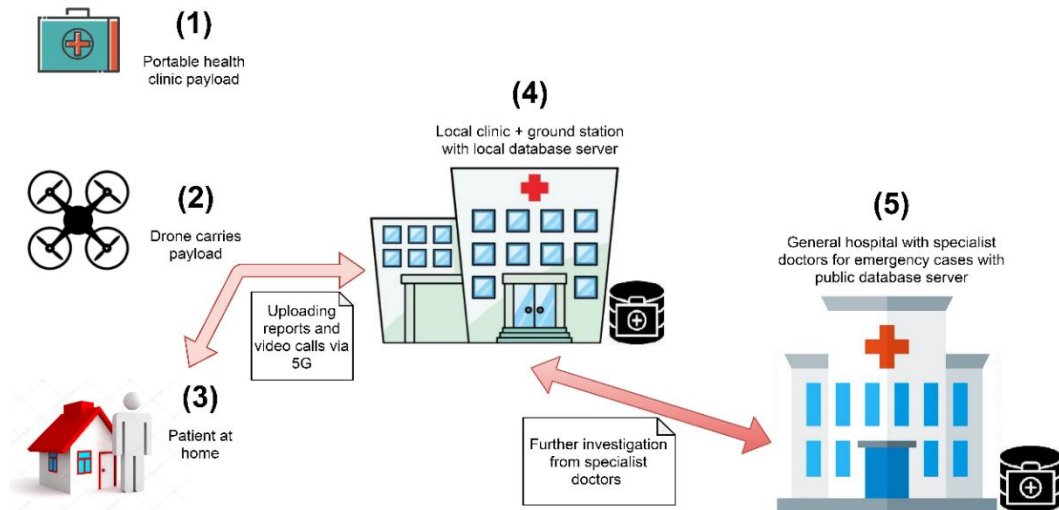 (1)
Portable health
clinic payload
(2)
Drone carries
payload
(3)
Patient at
home
Uploading
reports and
video calls via
5G
(4)
Local clinic + ground station
with local database server
Further investigation
from specialist
doctors
(5)
General hospital with specialist
doctors for emergency cases with
public database server